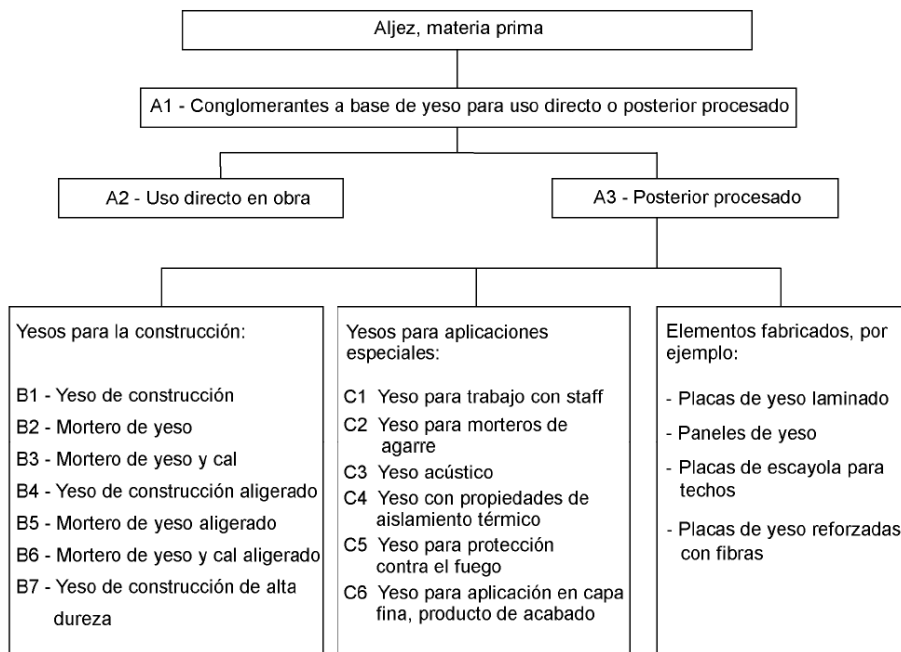 Aljez, materia prima
A1 - Conglomerantes a base de yeso para uso directo o posterior procesado
A2 - Uso directo en obra
A3 - Posterior procesado
Yesos para la construcción:
B1 - Yeso de construcción
B2 - Mortero de yeso
B3 - Mortero de yeso y cal
B4 - Yeso de construcción aligerado
B5 - Mortero de yeso aligerado
B6 - Mortero de yeso y cal aligerado
B7 - Yeso de construcción de alta
dureza
Yesos para aplicaciones
especiales:
C1 Yeso para trabajo con staff
C2 Yeso para morteros de
agarre
C3 Yeso acústico
C4 Yeso con propiedades de
aislamiento térmico
C5 Yeso para protección
contra el fuego
C6 Yeso para aplicación en capa
fina, producto de acabado
Elementos fabricados, por
ejemplo:
- Placas de yeso laminado
- Paneles de yeso
- Placas de escayola para
techos
- Placas de yeso reforzadas
con fibras